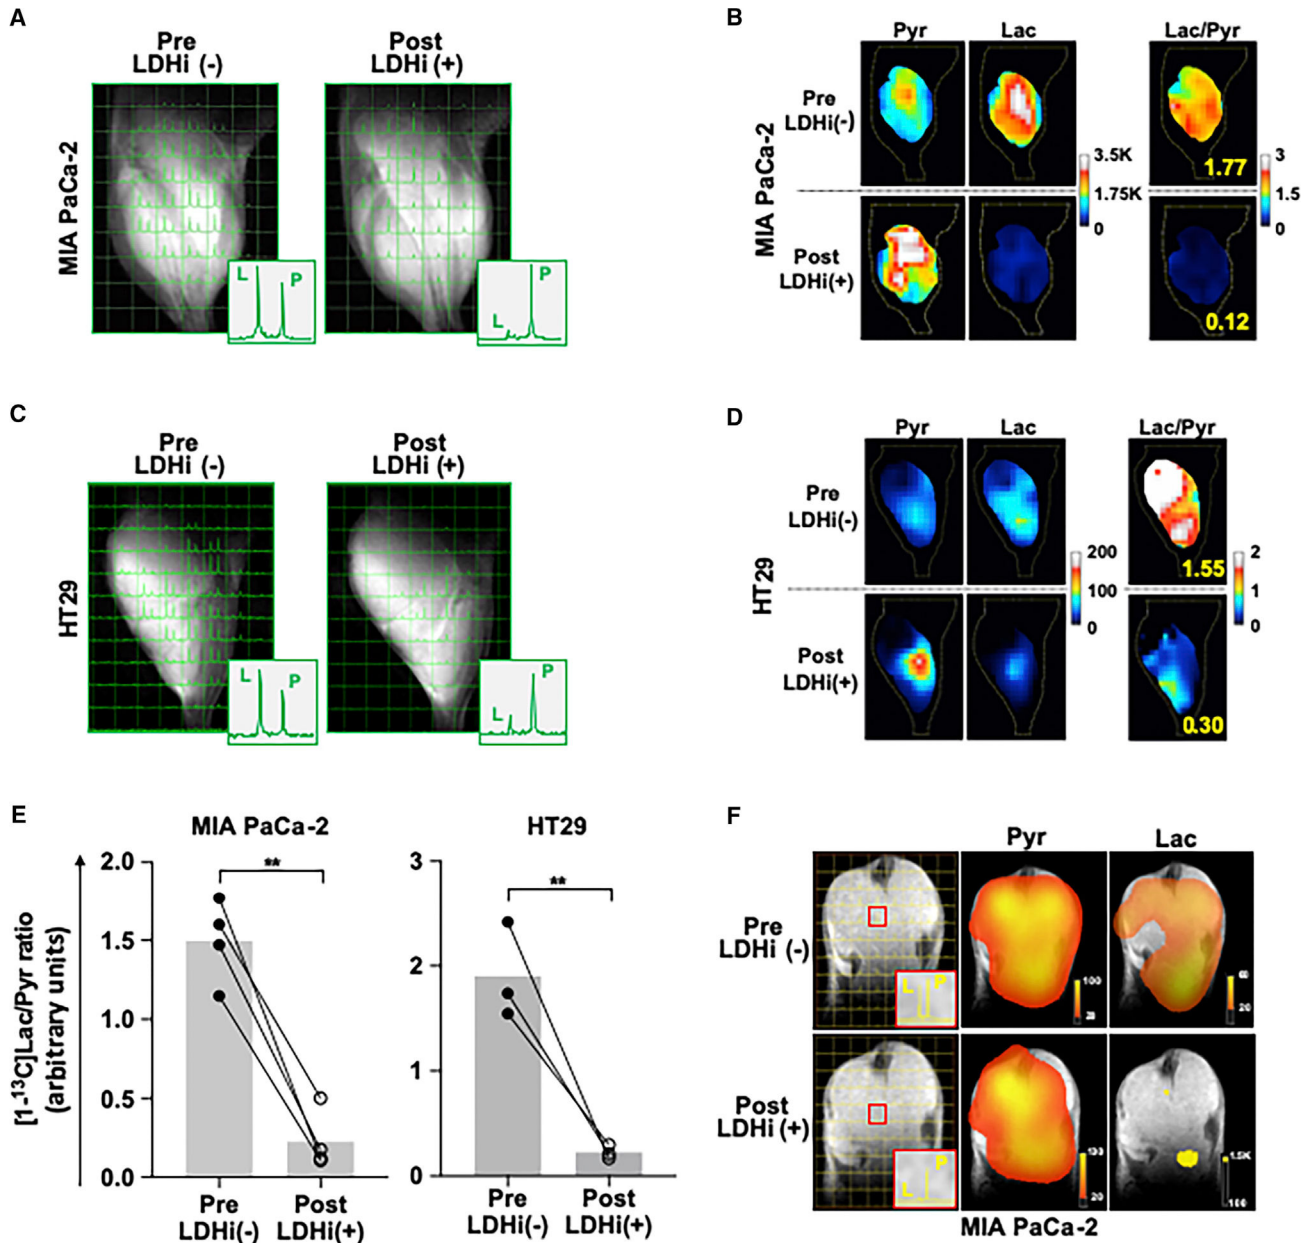 A
Pre
LDHi (-)
Post
LDHi (+)
MIA PaCa-2
L
P
L
P
B
Pyr
Lac
Lac/Pyr
Pre
LDHi(-)
MIA PaCa-2
3.5K
1.75K
0
1.77
3
1.5
0
Post
LDHi(+)
0.12
C
Pre
LDHi (-)
Post
LDHi (+)
HT29
L
P
L
P
D
Pyr
Lac
Lac/Pyr
Pre
LDHi(-)
HT29
200
100
0
1.55
2
1
0
Post
LDHi(+)
0.30
E
MIA PaCa-2
HT29
[1-¹³C]Lac/Pyr ratio
(arbitrary units)
2.0
1.5
1.0
0.5
0.0
**
Pre
LDHi(-)
Post
LDHi(+)
3
2
1
0
**
Pre
LDHi(-)
Post
LDHi(+)
F
Pyr
Lac
Pre
LDHi (-)
L
P
100
60
20
Post
LDHi (+)
L
P
130
20
1.5K
100
MIA PaCa-2